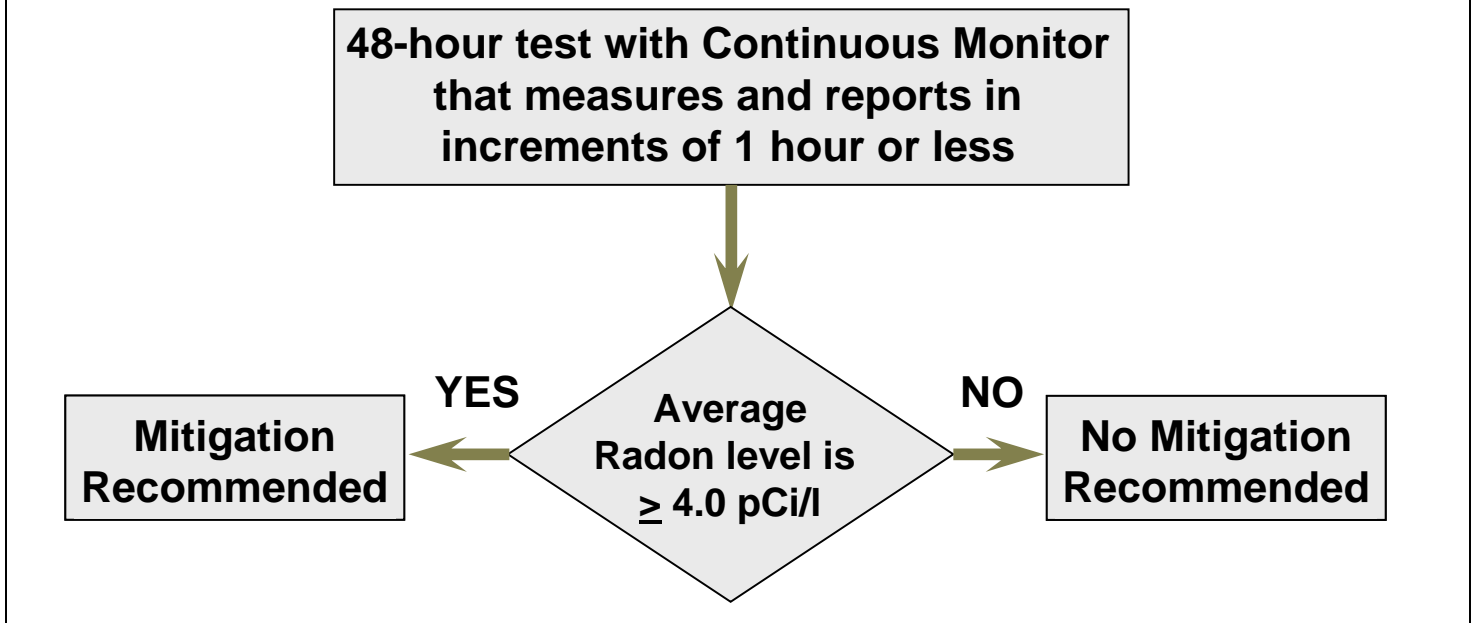 48-hour test with Continuous Monitor
that measures and reports in
increments of 1 hour or less
YES
NO
Average
Radon level is
≥ 4.0 pCi/l
Mitigation
Recommended
No Mitigation
Recommended